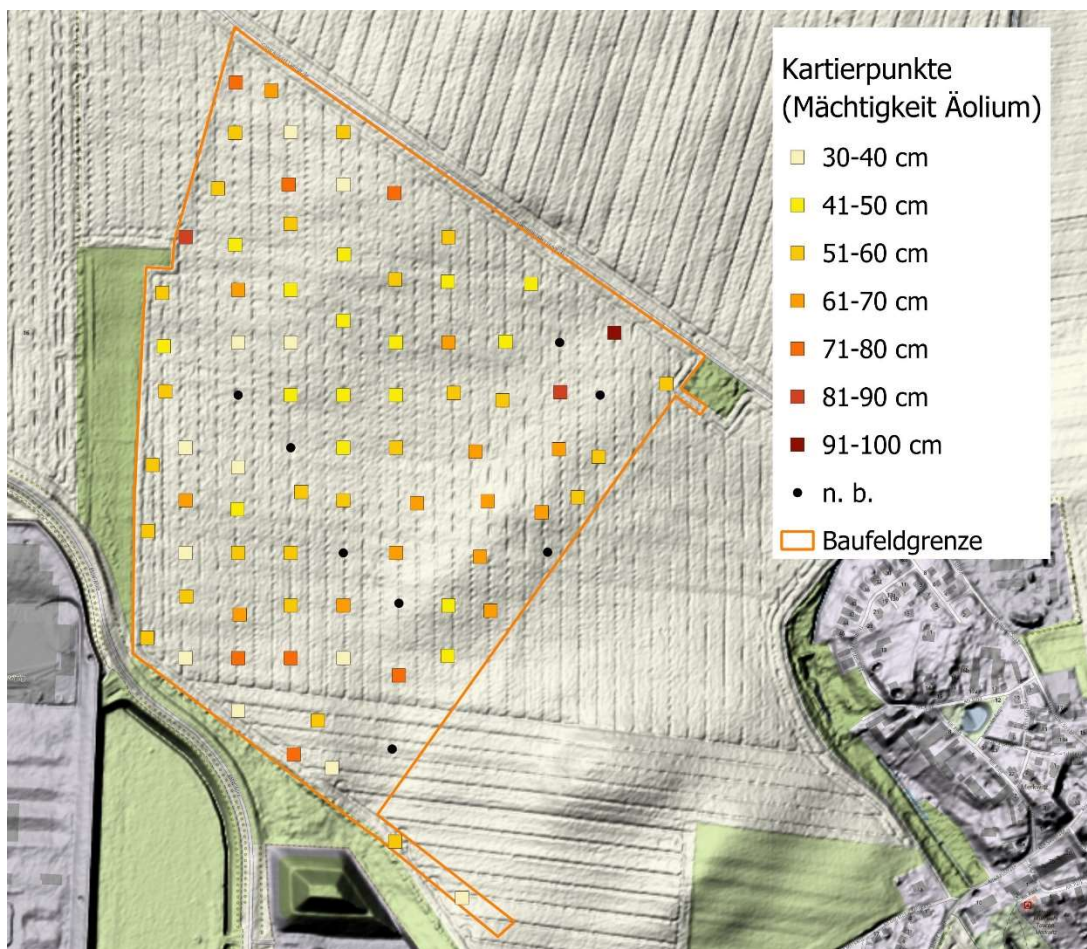 Kartierpunkte
(Mächtigkeit Äolium)
30-40 cm
41-50 cm
51-60 cm
61-70 cm
71-80 cm
81-90 cm
91-100 cm
n. b.
Baufeldgrenze